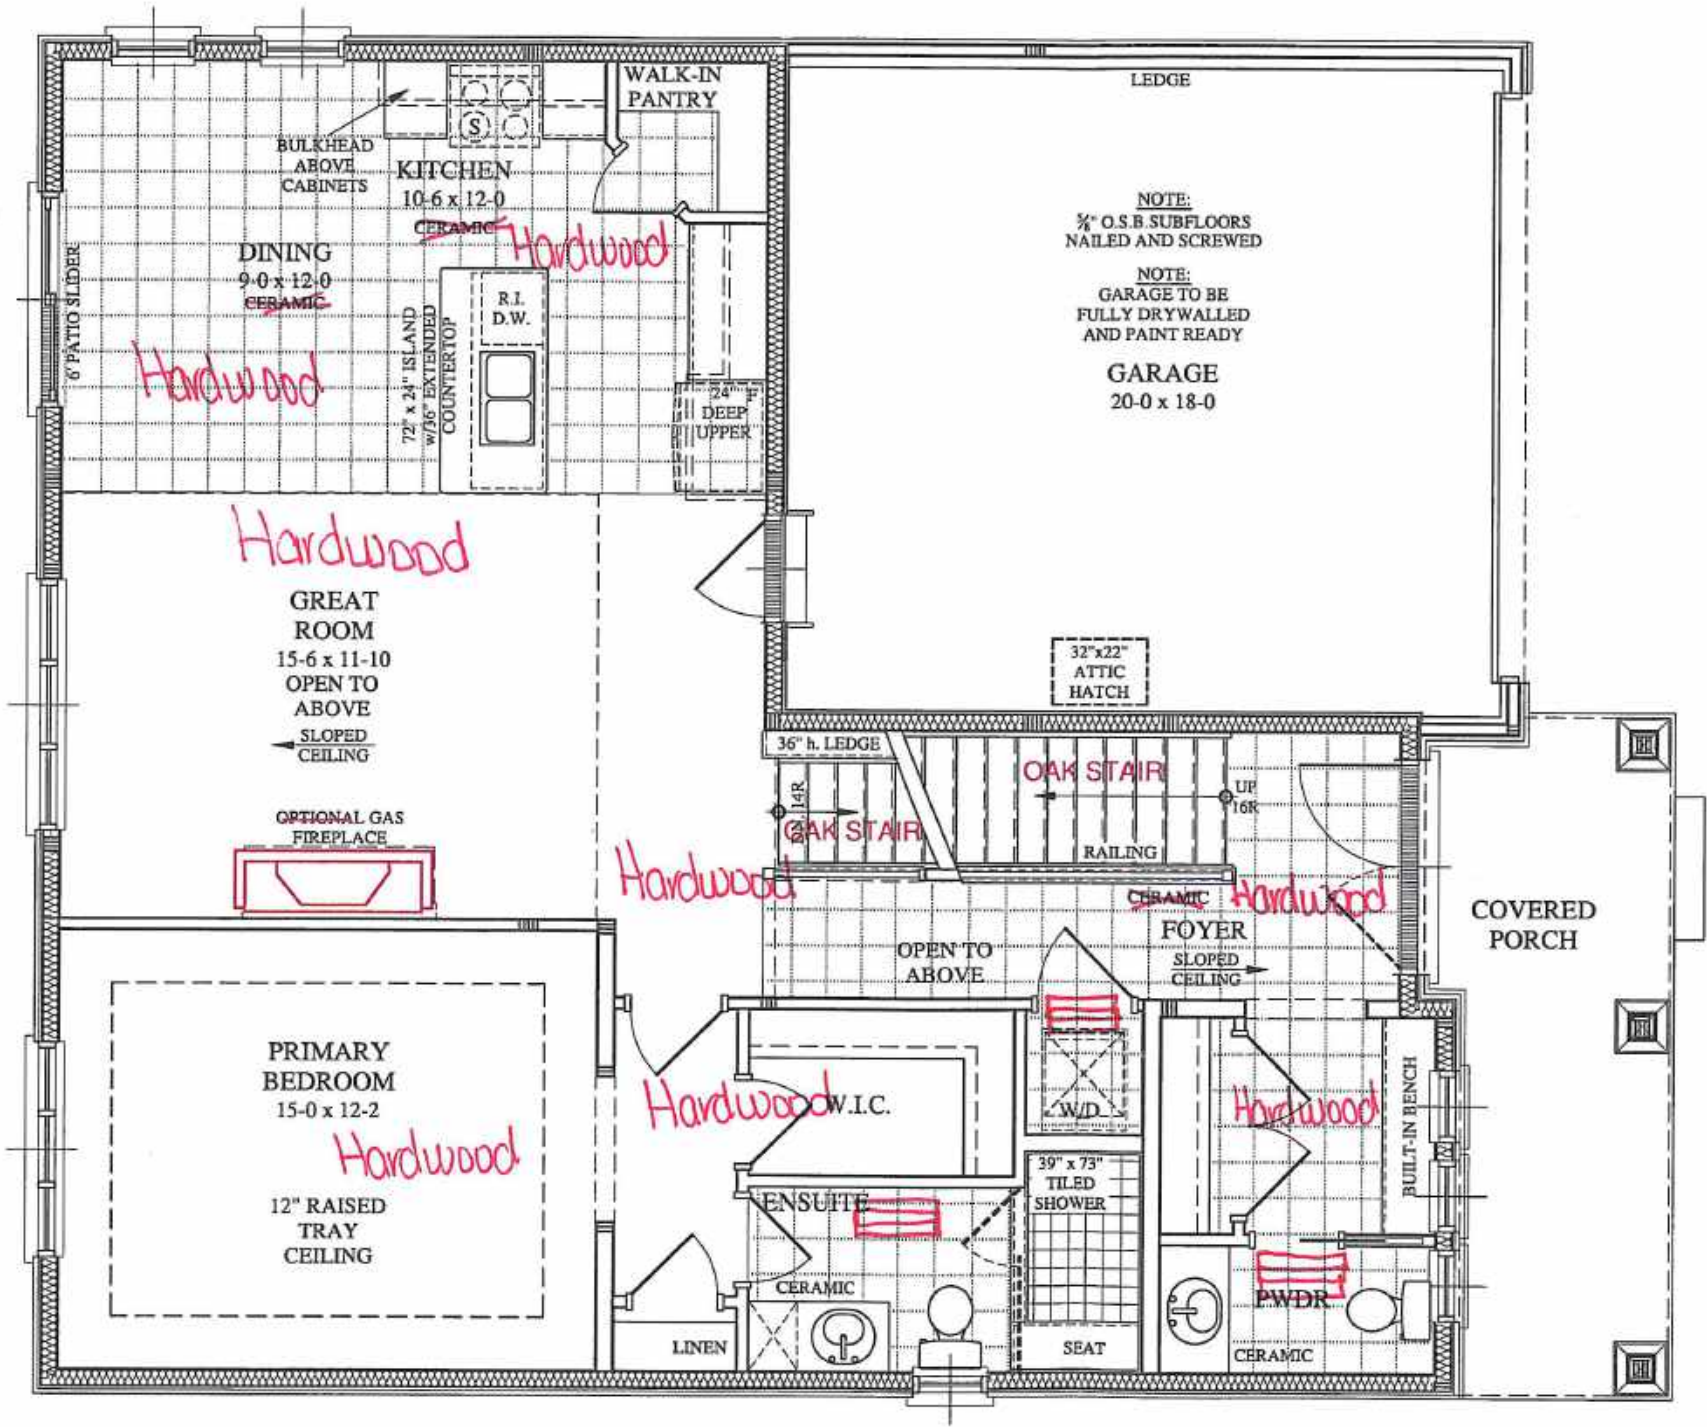 WALK-IN
PANTRY
LEDGE
S
BULKHEAD
ABOVE
CABINETS
KITCHEN
10-6 x 12-0
CERAMIC
Hardwood
DINING
9-0 x 12-0
CERAMIC
Hardwood
6' PATIO SLIDER
72" x 24" ISLAND
w/36" EXTENDED
COUNTERTOP
R.I.
D.W.
24"
DEEP
UPPER
NOTE:
⅝" O.S.B SUBFLOORS
NAILED AND SCREWED
NOTE:
GARAGE TO BE
FULLY DRYWALLED
AND PAINT READY
GARAGE
20-0 x 18-0
Hardwood
GREAT
ROOM
15-6 x 11-10
OPEN TO
ABOVE
SLOPED
CEILING
OPTIONAL GAS
FIREPLACE
32"x22"
ATTIC
HATCH
36" h. LEDGE
14R
OAK STAIR
OAK STAIR
UP
16R
RAILING
Hardwood
CERAMIC
Hardwood
FOYER
OPEN TO
ABOVE
SLOPED
CEILING
COVERED
PORCH
PRIMARY
BEDROOM
15-0 x 12-2
Hardwood
12" RAISED
TRAY
CEILING
Hardwood
W.I.C.
W/D
Hardwood
BUILT-IN BENCH
39" x 73"
TILED
SHOWER
ENSUITE
CERAMIC
LINEN
SEAT
PWDR
CERAMIC